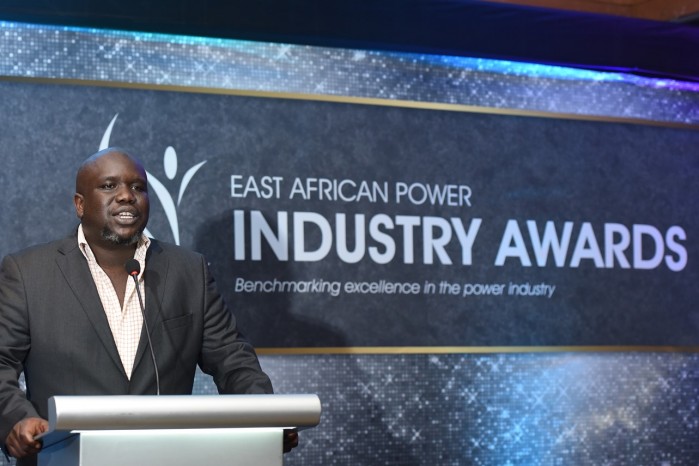 EAST AFRICAN POWER
INDUSTRY AWARDS
Benchmarking excellence in the power industry